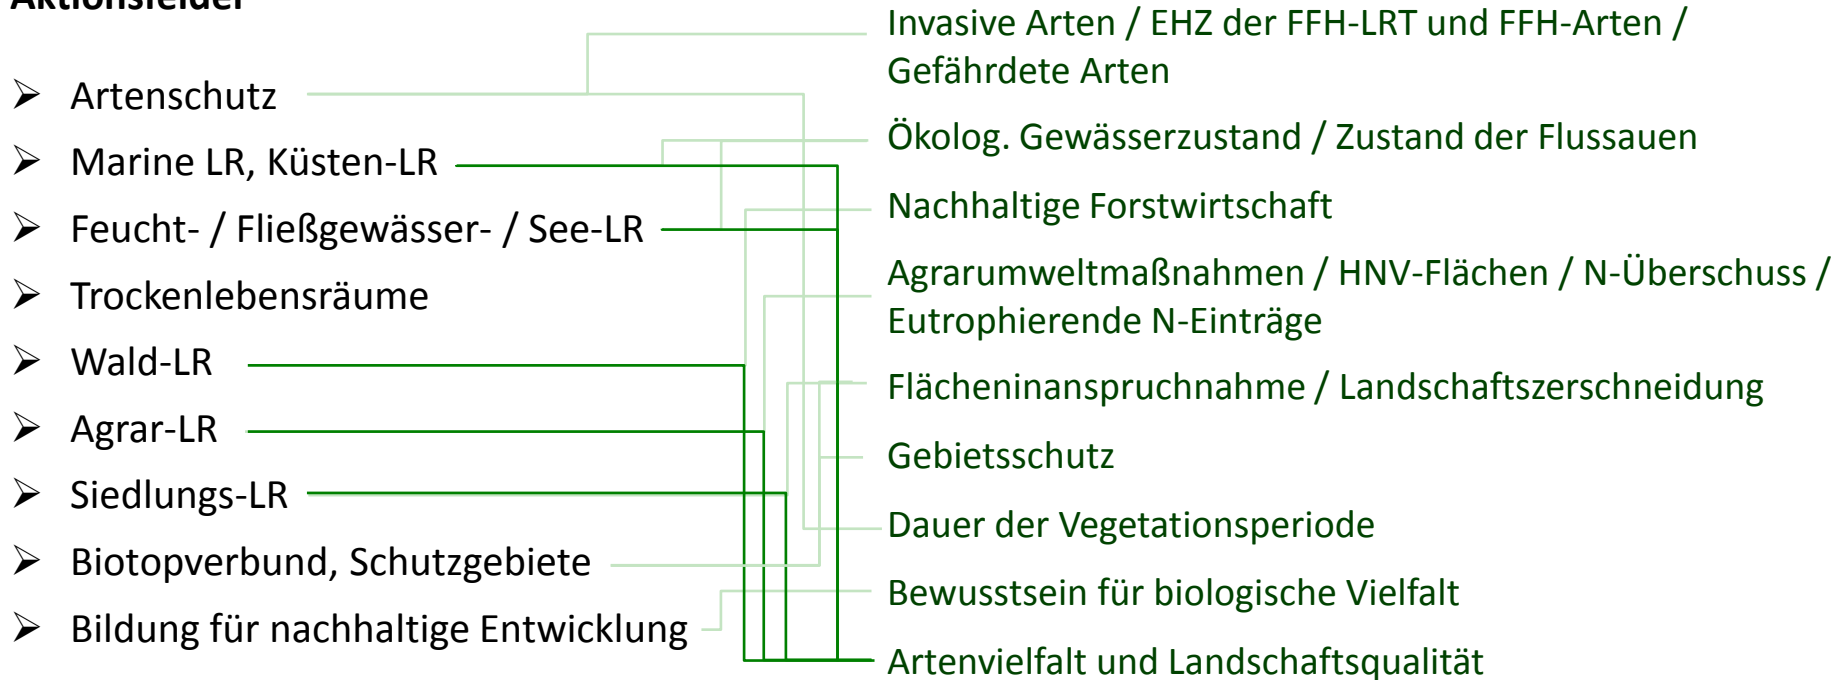 Aktionsfelder
Artenschutz
Marine LR, Küsten-LR
Feucht- / Fließgewässer- / See-LR
Trockenlebensräume
Wald-LR
Agrar-LR
Siedlungs-LR
Biotopverbund, Schutzgebiete
Bildung für nachhaltige Entwicklung
Invasive Arten / EHZ der FFH-LRT und FFH-Arten /
Gefährdete Arten
Ökolog. Gewässerzustand / Zustand der Flussauen
Nachhaltige Forstwirtschaft
Agrarumweltmaßnahmen / HNV-Flächen / N-Überschuss /
Eutrophierende N-Einträge
Flächeninanspruchnahme / Landschaftszerschneidung
Gebietsschutz
Dauer der Vegetationsperiode
Bewusstsein für biologische Vielfalt
Artenvielfalt und Landschaftsqualität